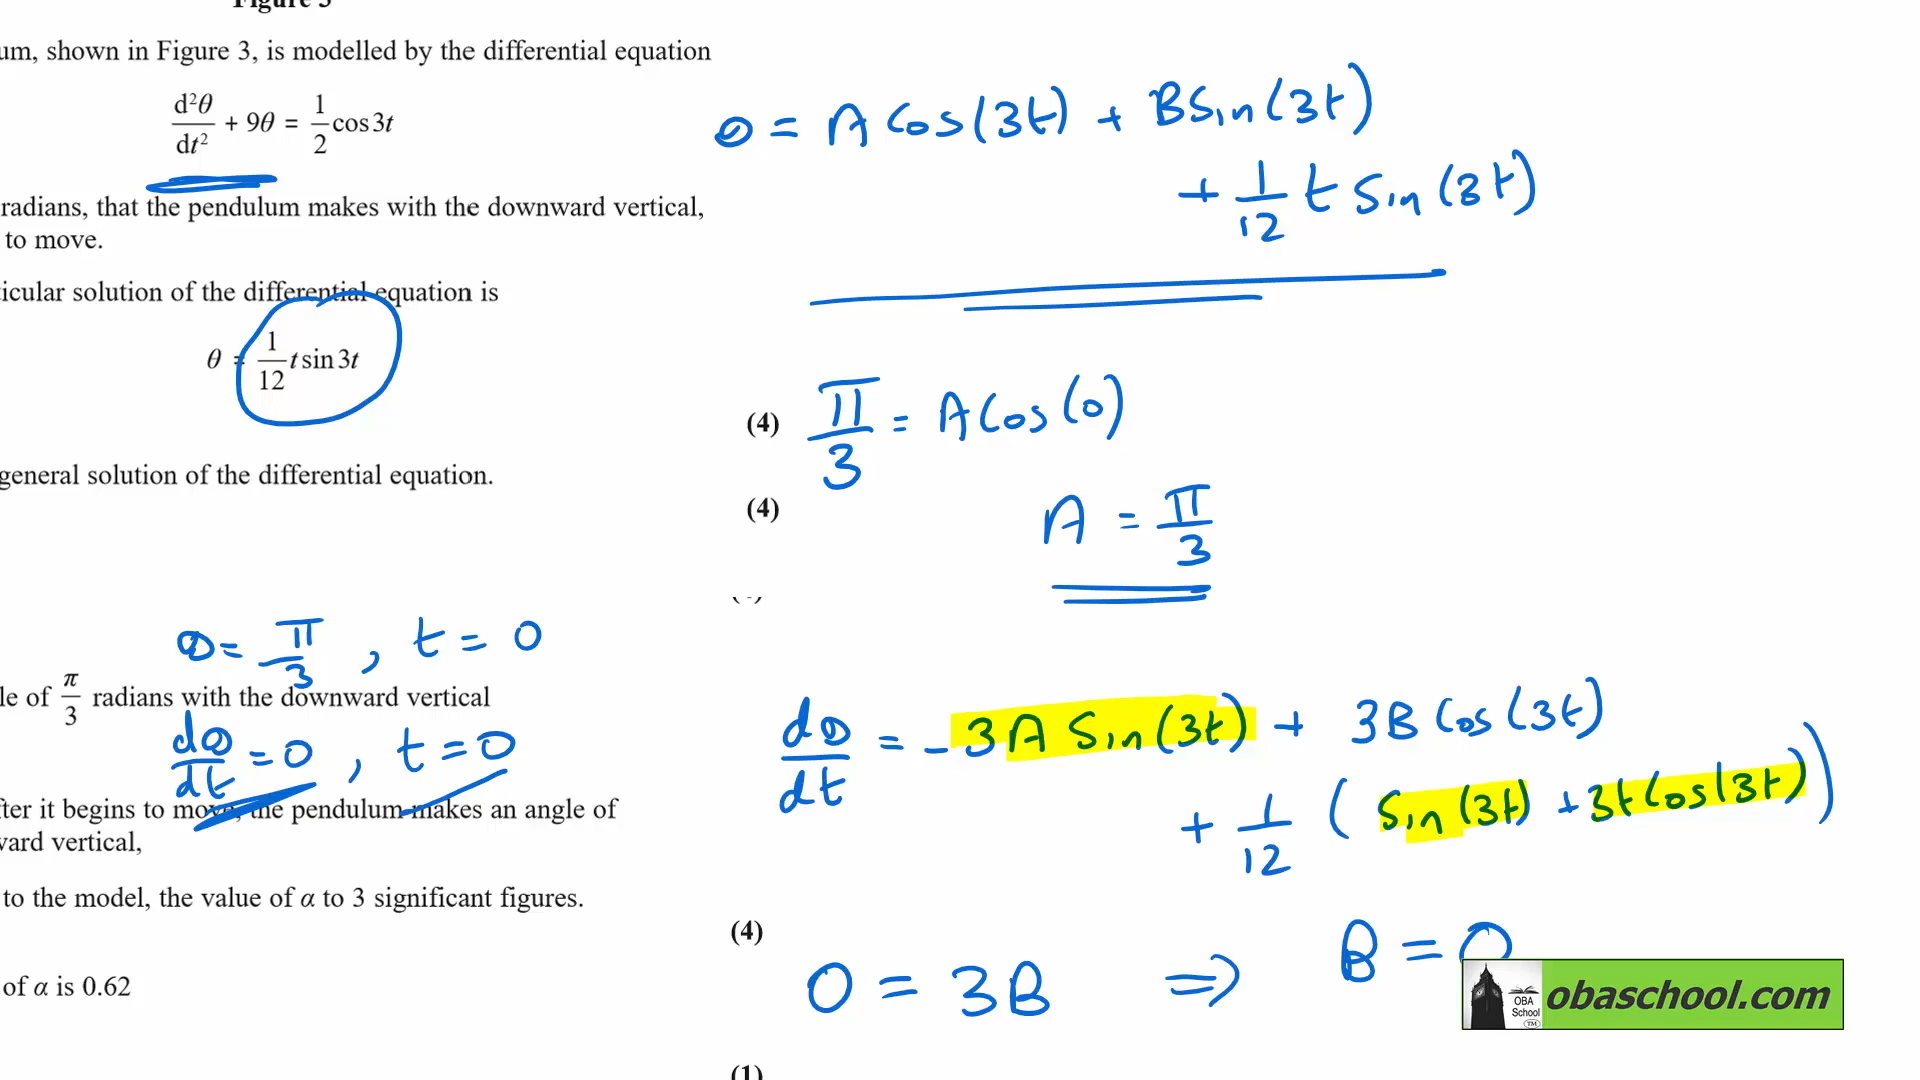 Figure 3
um, shown in Figure 3, is modelled by the differential equation
d²θ/dt² + 9θ = 1/2 cos3t
radians, that the pendulum makes with the downward vertical,
to move.
ticular solution of the differential equation is
θ = 1/12 t sin3t
(4)
general solution of the differential equation.
(4)
θ = π/3 , t = 0
le of π/3 radians with the downward vertical
dθ/dt = 0 , t = 0
fter it begins to move, the pendulum makes an angle of
ward vertical,
to the model, the value of α to 3 significant figures.
(4)
of α is 0.62
(1)
θ = A Cos(3t) + B Sin(3t)
+ 1/12 t Sin(3t)
π/3 = A Cos(0)
A = π/3
dθ/dt = -3A Sin(3t) + 3B Cos(3t)
+ 1/12 ( Sin(3t) + 3t Cos(3t) )
0 = 3B ⇒ B = 0
OBA
School
TM
obaschool.com